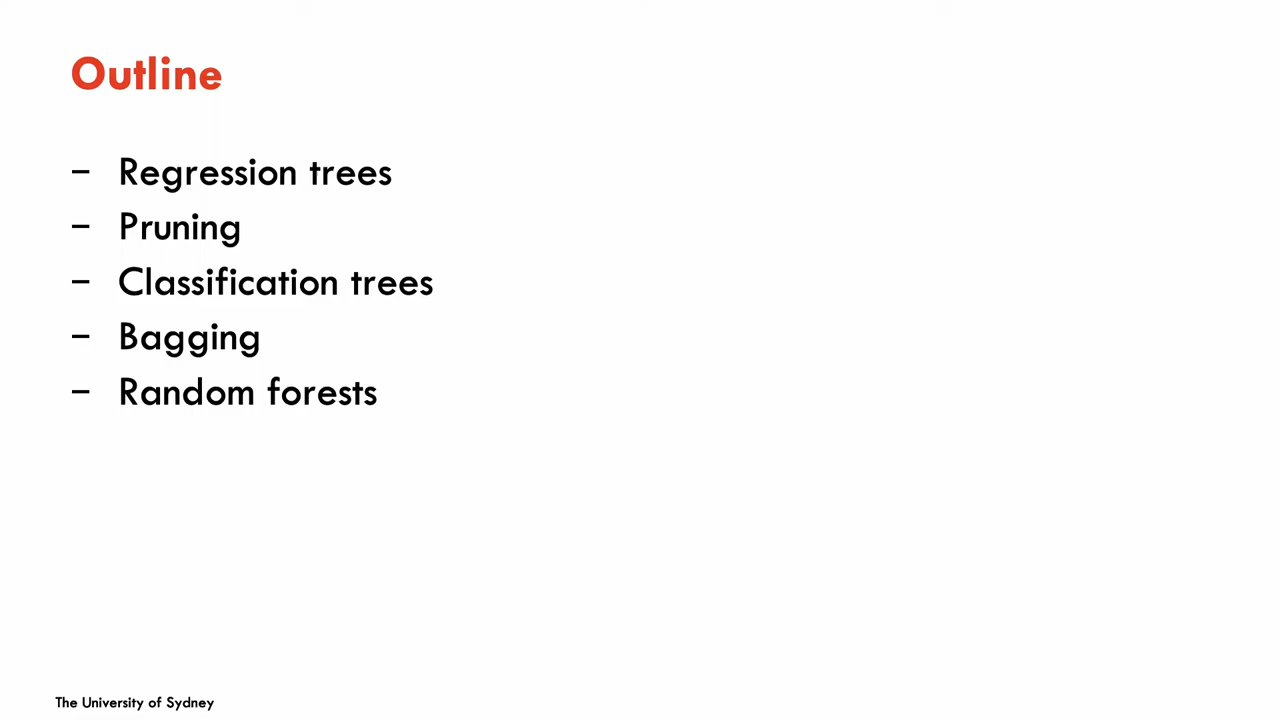 Outline
– Regression trees
– Pruning
– Classification trees
– Bagging
– Random forests
The University of Sydney